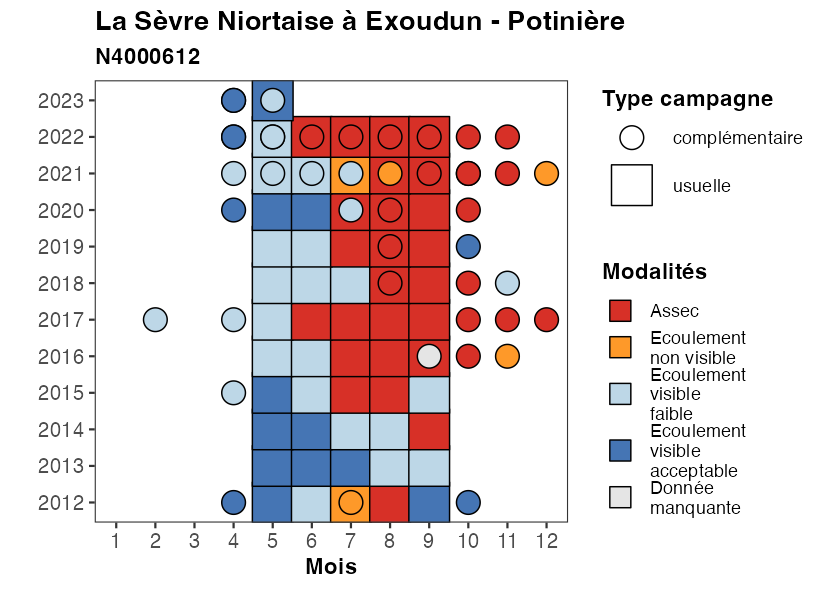 La Sèvre Niortaise à Exoudun - Potinière
N4000612
2023
2022
2021
2020
2019
2018
2017
2016
2015
2014
2013
2012
1 2 3 4 5 6 7 8 9 10 11 12
Mois
Type campagne
complémentaire
usuelle
Modalités
Assec
Ecoulement
non visible
Ecoulement
visible
faible
Ecoulement
visible
acceptable
Donnée
manquante